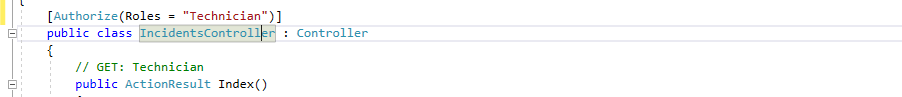 [Authorize(Roles = "Technician")]
public class IncidentsController : Controller
{
// GET: Technician
public ActionResult Index()